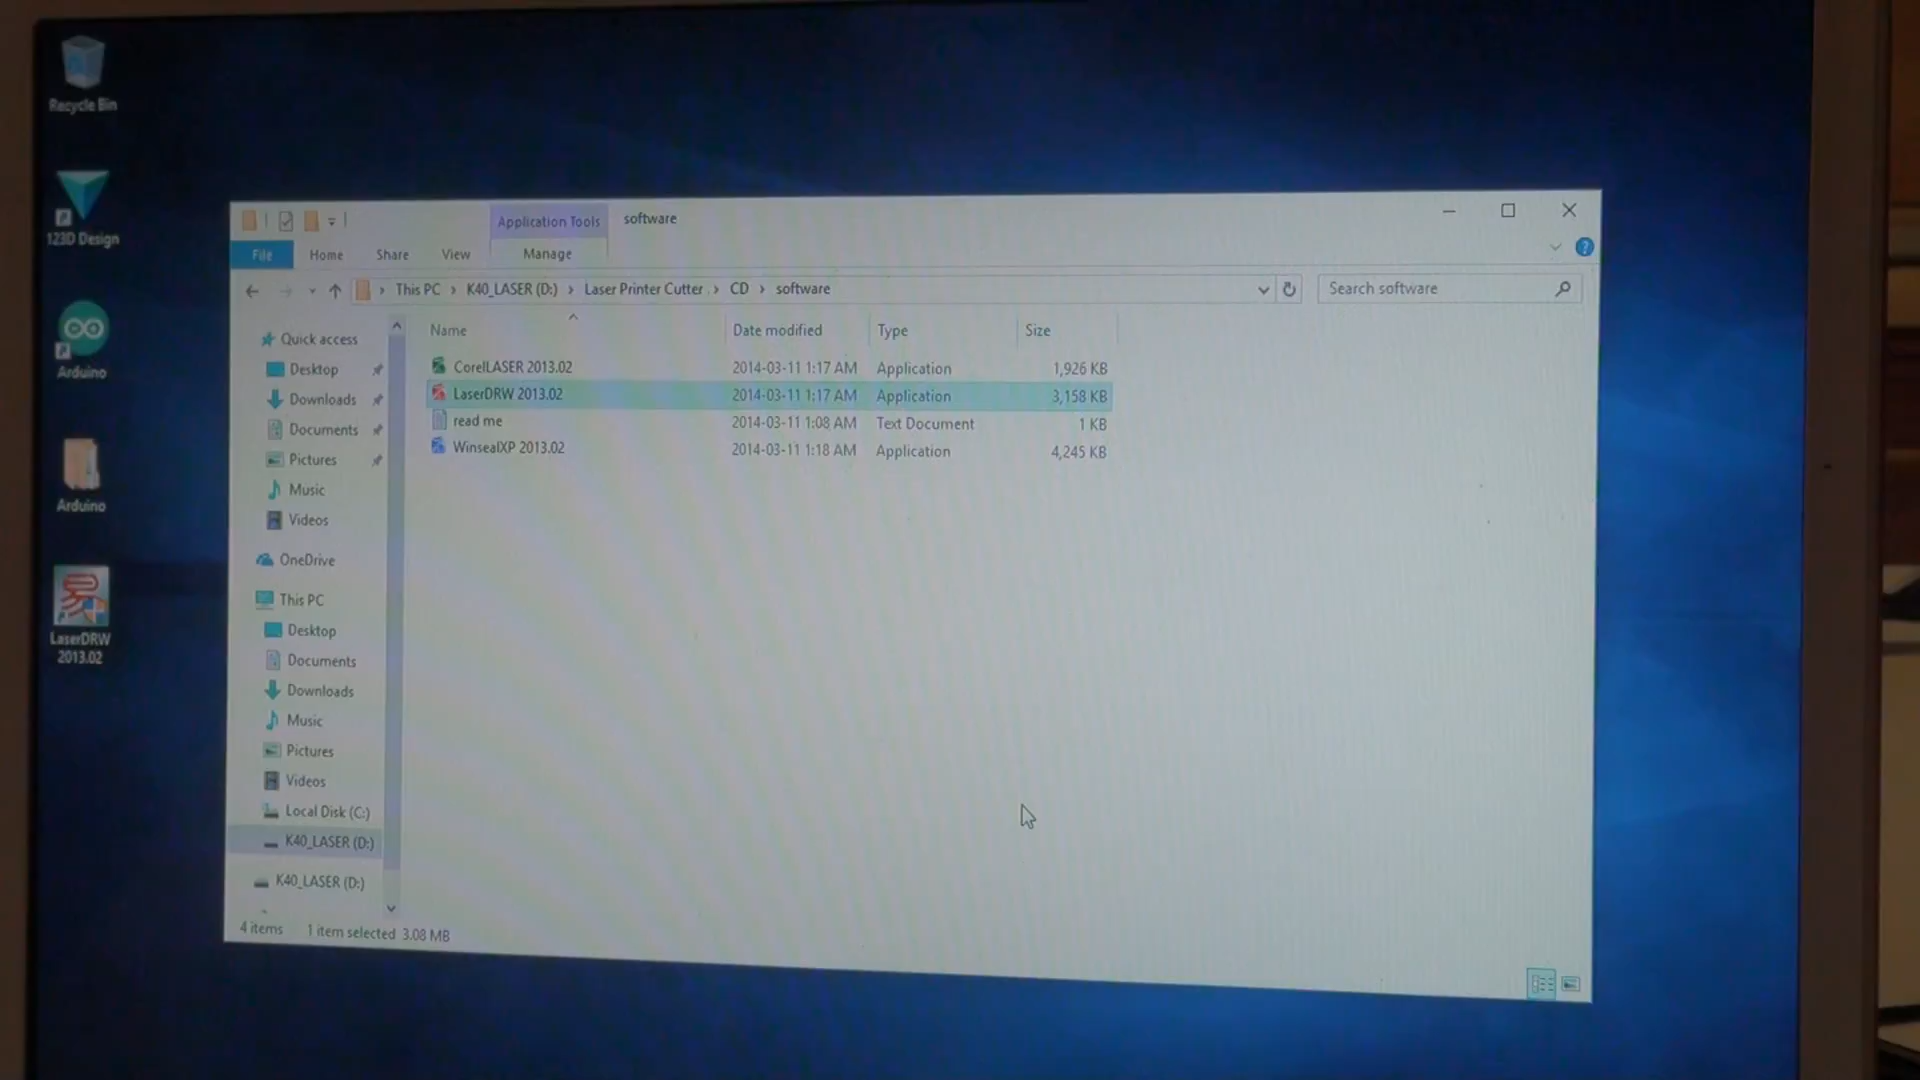 Recycle Bin
123D Design
Arduino
Arduino
LaserDRW
2013.02
Application Tools
software
File
Home
Share
View
Manage
This PC > K40_LASER (D:) > Laser Printer Cutter > CD > software
Search software
Name
Date modified
Type
Size
CorelLASER 2013.02 2014-03-11 1:17 AM Application 1,926 KB
LaserDRW 2013.02 2014-03-11 1:17 AM Application 3,158 KB
read me 2014-03-11 1:08 AM Text Document 1 KB
WinsealXP 2013.02 2014-03-11 1:18 AM Application 4,245 KB
Quick access
Desktop
Downloads
Documents
Pictures
Music
Videos
OneDrive
This PC
Desktop
Documents
Downloads
Music
Pictures
Videos
Local Disk (C:)
K40_LASER (D:)
K40_LASER (D:)
4 items 1 item selected 3.08 MB